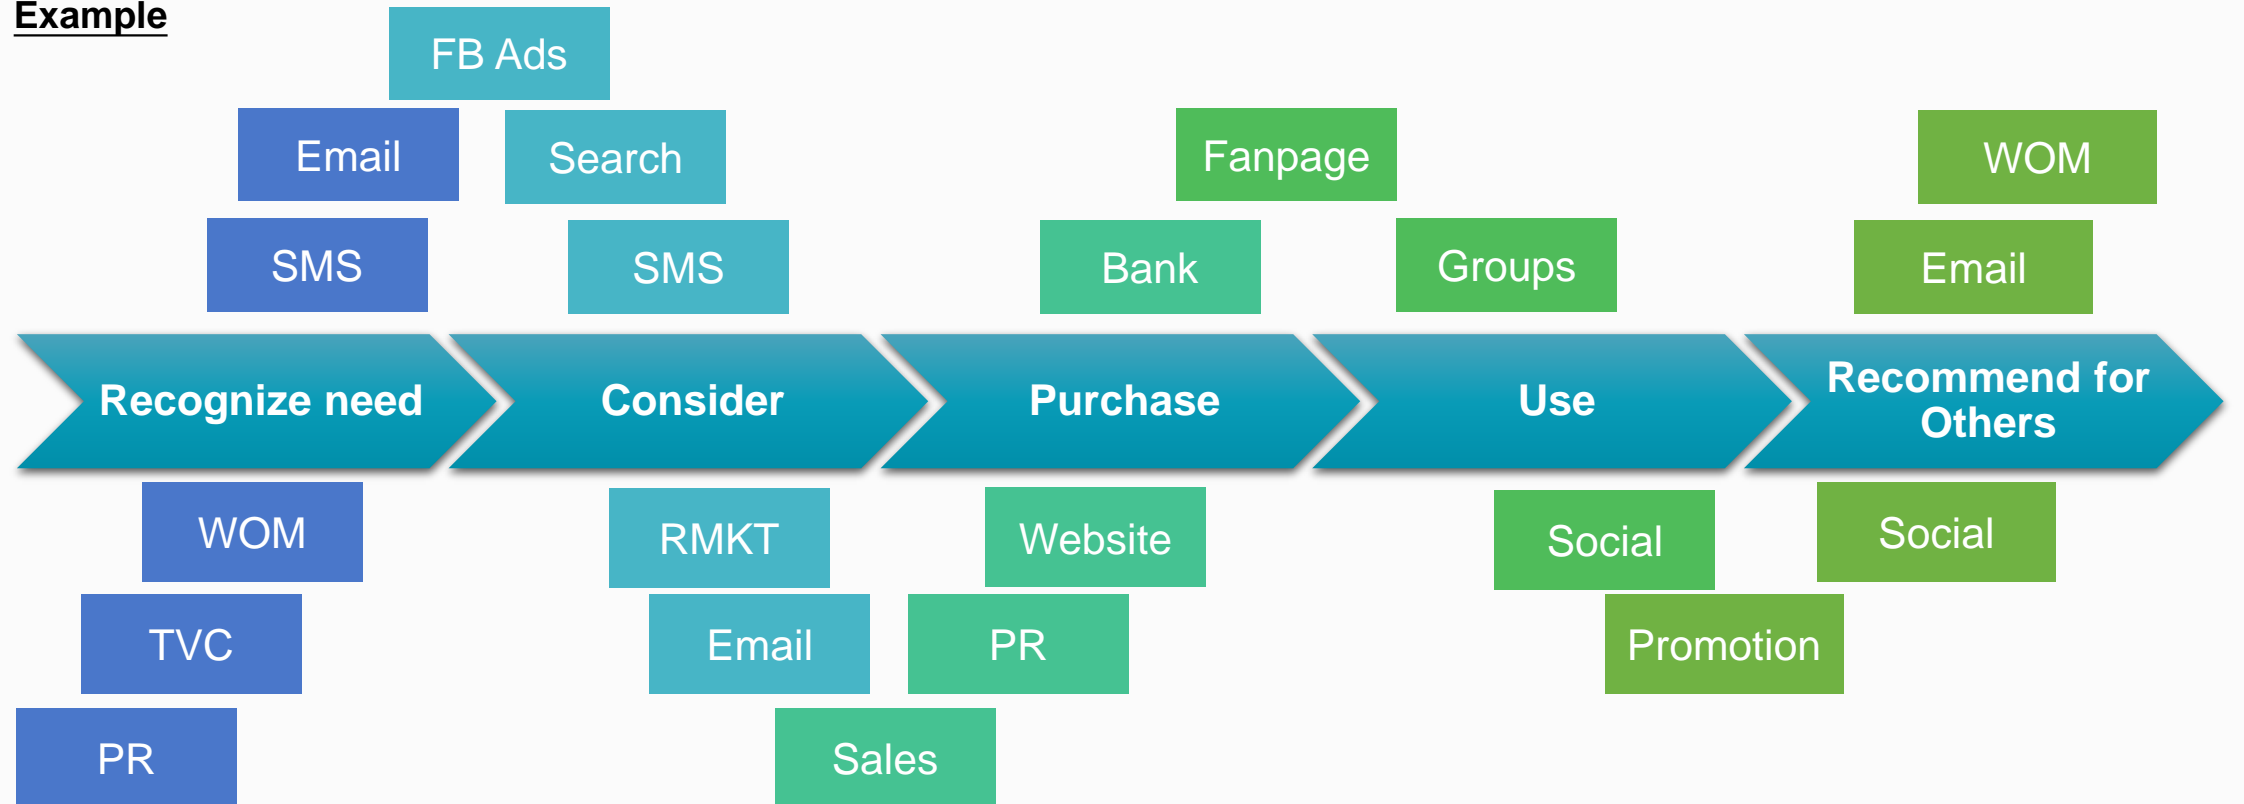 Example
FB Ads
Email
Search
Fanpage
WOM
SMS
SMS
Bank
Groups
Email
Recognize need
Consider
Purchase
Use
Recommend for
Others
WOM
RMKT
Website
Social
Social
TVC
Email
PR
Promotion
PR
Sales